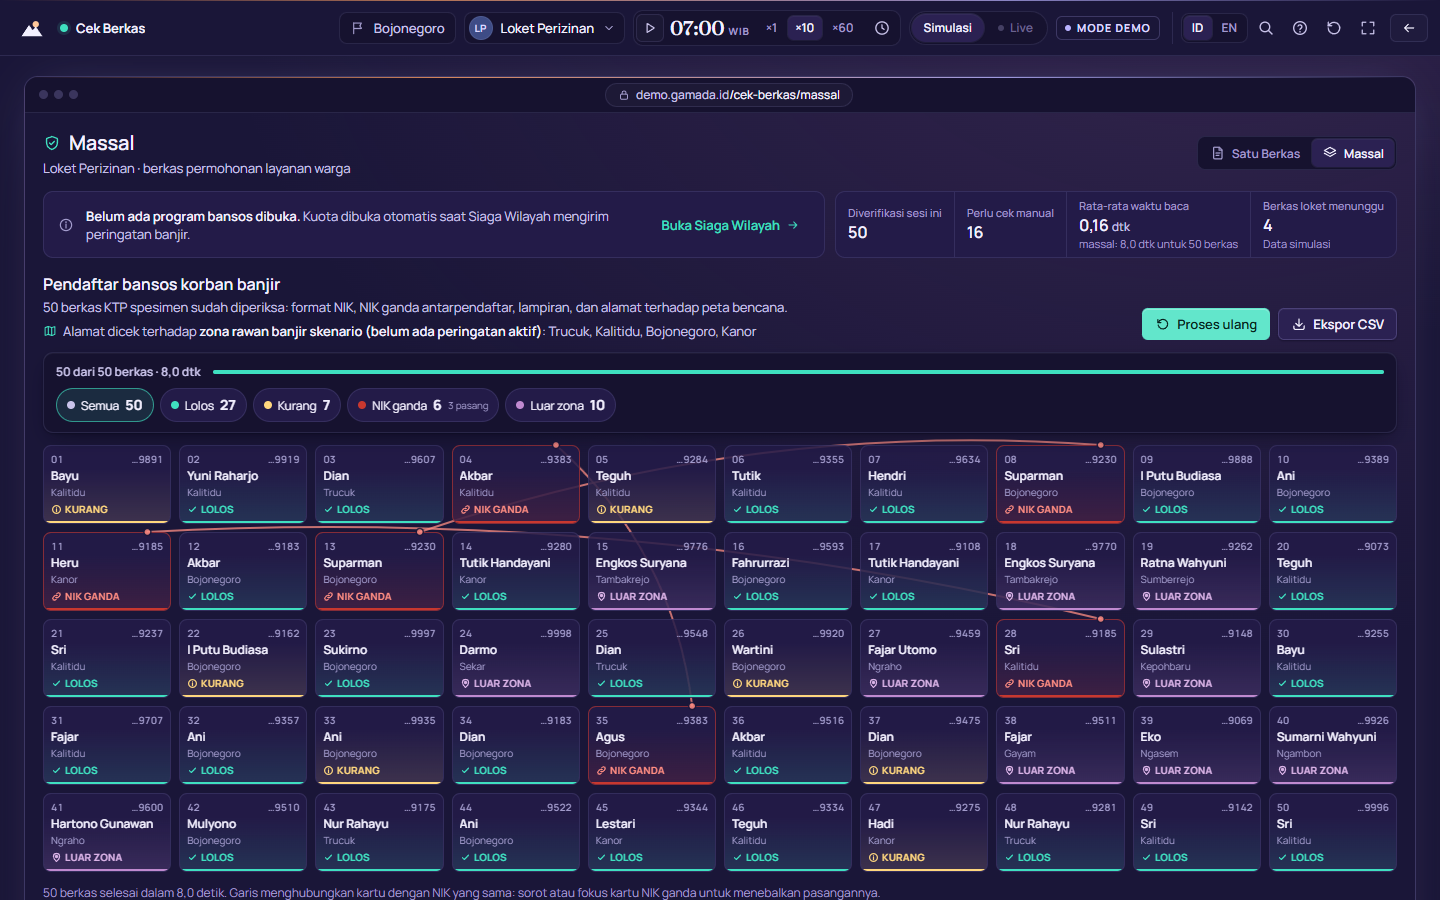 Cek Berkas
Bojonegoro
LP Loket Perizinan
07:00 WIB
×1 ×10 ×60
Simulasi Live
MODE DEMO
ID EN
demo.gamada.id/cek-berkas/massal
Massal
Loket Perizinan · berkas permohonan layanan warga
Satu Berkas Massal
Belum ada program bansos dibuka. Kuota dibuka otomatis saat Siaga Wilayah mengirim
peringatan banjir.
Buka Siaga Wilayah →
Diverifikasi sesi ini
50
Perlu cek manual
16
Rata-rata waktu baca
0,16 dtk
massal: 8,0 dtk untuk 50 berkas
Berkas loket menunggu
4
Data simulasi
Pendaftar bansos korban banjir
50 berkas KTP spesimen sudah diperiksa: format NIK, NIK ganda antarpendaftar, lampiran, dan alamat terhadap peta bencana.
Alamat dicek terhadap zona rawan banjir skenario (belum ada peringatan aktif): Trucuk, Kalitidu, Bojonegoro, Kanor
Proses ulang
Ekspor CSV
50 dari 50 berkas · 8,0 dtk
Semua 50
Lolos 27
Kurang 7
NIK ganda 6 3 pasang
Luar zona 10
01 ...9891
Bayu
Kalitidu
KURANG
02 ...9919
Yuni Raharjo
Kalitidu
LOLOS
03 ...9607
Dian
Trucuk
LOLOS
04 ...9383
Akbar
Kalitidu
NIK GANDA
05 ...9284
Teguh
Kalitidu
KURANG
06 ...9355
Tutik
Kalitidu
LOLOS
07 ...9634
Hendri
Kalitidu
LOLOS
08 ...9230
Suparman
Bojonegoro
NIK GANDA
09 ...9888
I Putu Budiasa
Bojonegoro
LOLOS
10 ...9389
Ani
Bojonegoro
LOLOS
11 ...9185
Heru
Kanor
NIK GANDA
12 ...9183
Akbar
Bojonegoro
LOLOS
13 ...9230
Suparman
Bojonegoro
NIK GANDA
14 ...9280
Tutik Handayani
Kanor
LOLOS
15 ...9776
Engkos Suryana
Tambakrejo
LUAR ZONA
16 ...9593
Fahrurrazi
Bojonegoro
LOLOS
17 ...9108
Tutik Handayani
Kanor
LOLOS
18 ...9770
Engkos Suryana
Tambakrejo
LUAR ZONA
19 ...9262
Ratna Wahyuni
Sumberrejo
LUAR ZONA
20 ...9073
Teguh
Kalitidu
LOLOS
21 ...9237
Sri
Kalitidu
LOLOS
22 ...9162
I Putu Budiasa
Bojonegoro
KURANG
23 ...9997
Sukirno
Bojonegoro
LOLOS
24 ...9998
Darmo
Sekar
LUAR ZONA
25 ...9548
Dian
Trucuk
LOLOS
26 ...9920
Wartini
Bojonegoro
KURANG
27 ...9459
Fajar Utomo
Ngraho
LUAR ZONA
28 ...9185
Sri
Kalitidu
NIK GANDA
29 ...9148
Sulastri
Kepohbaru
LUAR ZONA
30 ...9255
Bayu
Kalitidu
LOLOS
31 ...9707
Fajar
Kalitidu
LOLOS
32 ...9357
Ani
Bojonegoro
LOLOS
33 ...9935
Ani
Bojonegoro
KURANG
34 ...9183
Dian
Bojonegoro
LOLOS
35 ...9383
Agus
Bojonegoro
NIK GANDA
36 ...9516
Akbar
Kalitidu
LOLOS
37 ...9475
Dian
Bojonegoro
KURANG
38 ...9511
Fajar
Gayam
LUAR ZONA
39 ...9069
Eko
Ngasem
LUAR ZONA
40 ...9926
Sumarni Wahyuni
Ngambon
LUAR ZONA
41 ...9600
Hartono Gunawan
Ngraho
LUAR ZONA
42 ...9510
Mulyono
Bojonegoro
LOLOS
43 ...9175
Nur Rahayu
Trucuk
LOLOS
44 ...9522
Ani
Bojonegoro
LOLOS
45 ...9344
Lestari
Kanor
LOLOS
46 ...9334
Teguh
Kalitidu
LOLOS
47 ...9275
Hadi
Kanor
KURANG
48 ...9281
Nur Rahayu
Trucuk
LOLOS
49 ...9142
Sri
Kalitidu
LOLOS
50 ...9996
Sri
Kalitidu
LOLOS
50 berkas selesai dalam 8,0 detik. Garis menghubungkan kartu dengan NIK yang sama: sorot atau fokus kartu NIK ganda untuk menebalkan pasangannya.